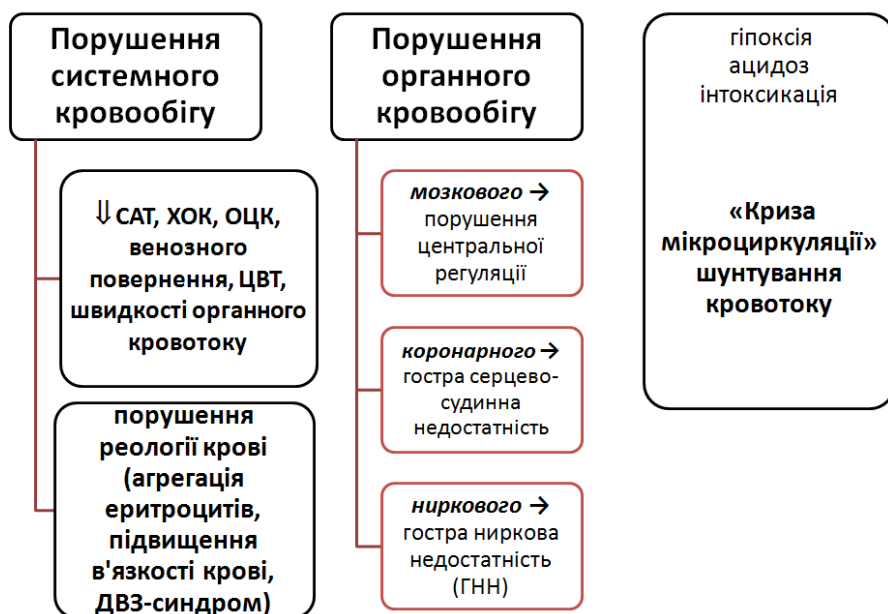 Порушення
системного
кровообігу
⇓САТ, ХОК, ОЦК,
венозного
повернення, ЦВТ,
швидкості органного
кровотоку
порушення
реології крові
(агрегація
еритроцитів,
підвищення
в'язкості крові,
ДВЗ-синдром)
Порушення
органного
кровообігу
мозкового →
порушення
центральної
регуляції
коронарного →
гостра серцево-
судинна
недостатність
ниркового →
гостра ниркова
недостатність
(ГНН)
гіпоксія
ацидоз
інтоксикація
«Криза
мікроциркуляції»
шунтування
кровотоку